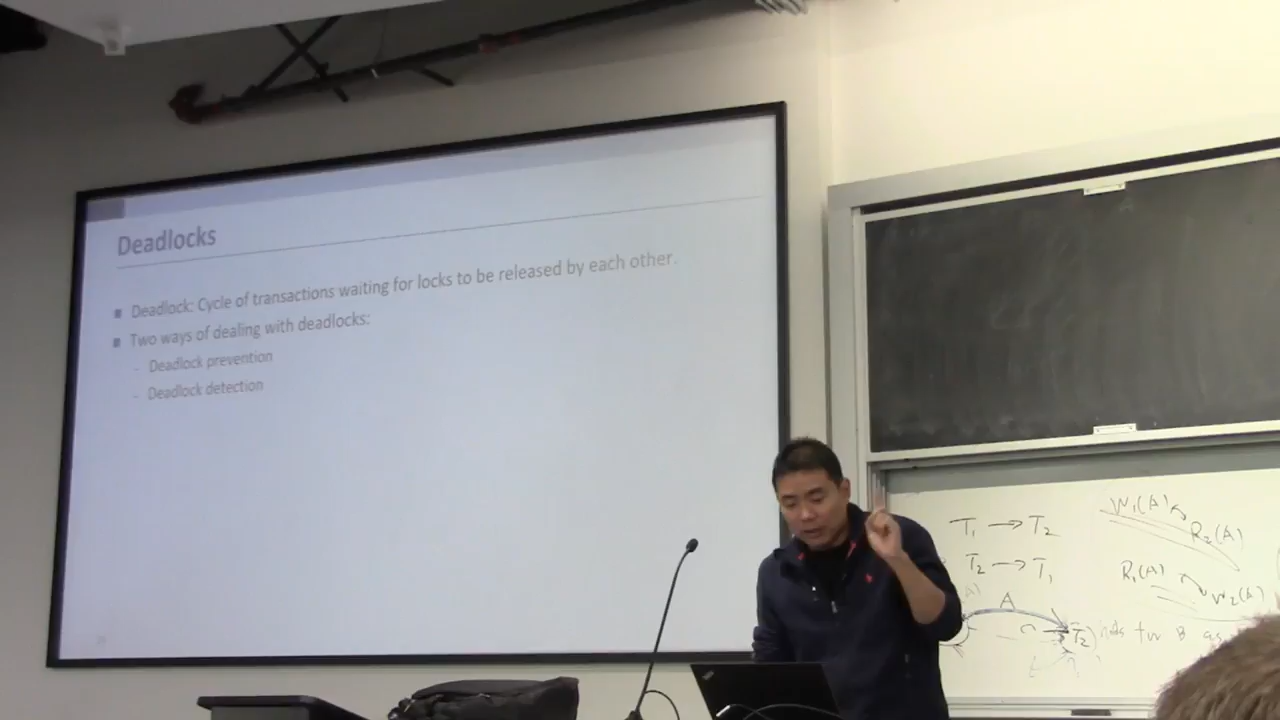 Deadlocks
Deadlock: Cycle of transactions waiting for locks to be released by each other.
Two ways of dealing with deadlocks:
- Deadlock prevention
- Deadlock detection
T₁ → T₂
T₂ → T₁
A
T₂
W₁(A)
R₂(A)
R₁(A)
W₂(A)
B